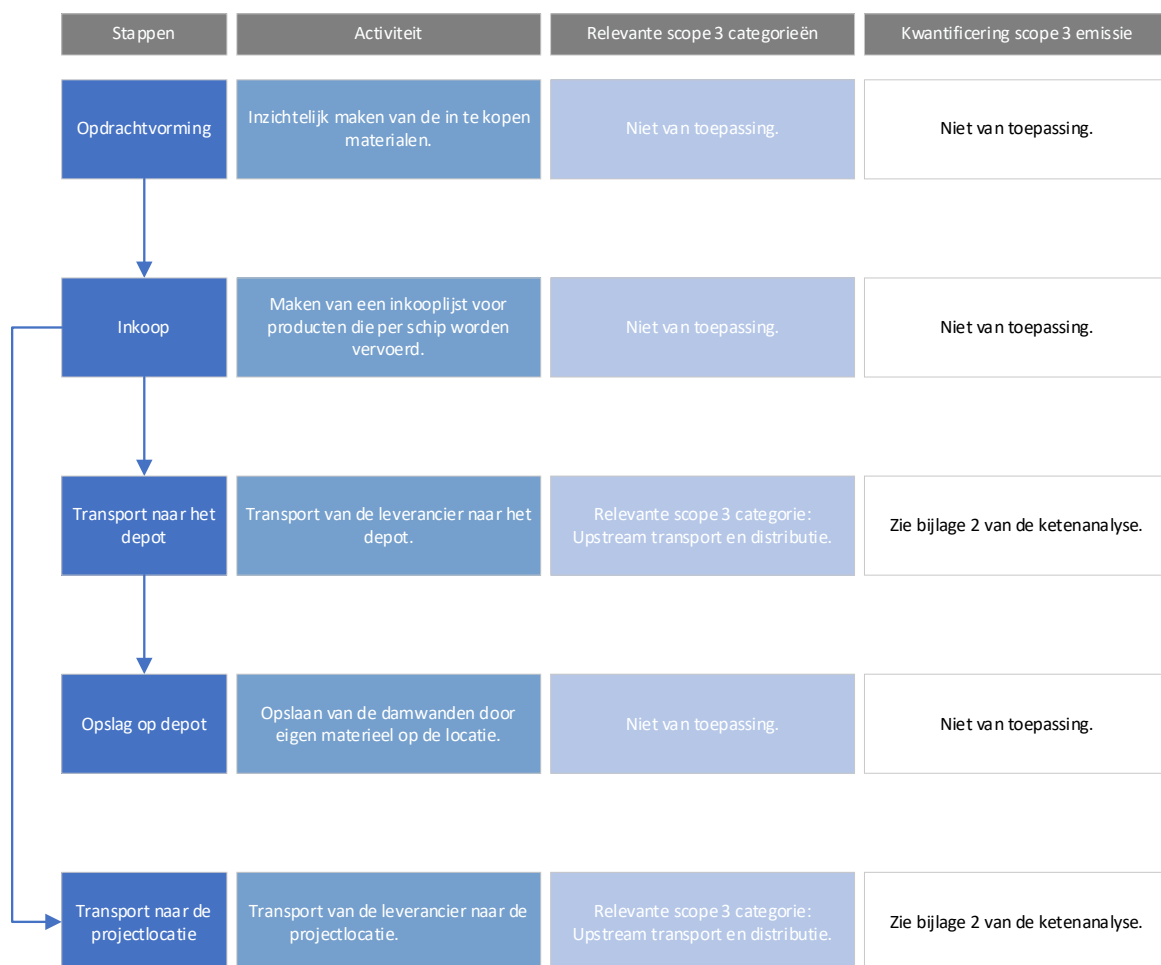 Stappen
Activiteit
Relevante scope 3 categorieën
Kwantificering scope 3 emissie
Opdrachtvorming
Inzichtelijk maken van de in te kopen
materialen.
Niet van toepassing.
Niet van toepassing.
Inkoop
Maken van een inkooplijst voor
producten die per schip worden
vervoerd.
Niet van toepassing.
Niet van toepassing.
Transport naar het
depot
Transport van de leverancier naar het
depot.
Relevante scope 3 categorie:
Upstream transport en distributie.
Zie bijlage 2 van de ketenanalyse.
Opslag op depot
Opslaan van de damwanden door
eigen materieel op de locatie.
Niet van toepassing.
Niet van toepassing.
Transport naar de
projectlocatie
Transport van de leverancier naar de
projectlocatie.
Relevante scope 3 categorie:
Upstream transport en distributie.
Zie bijlage 2 van de ketenanalyse.